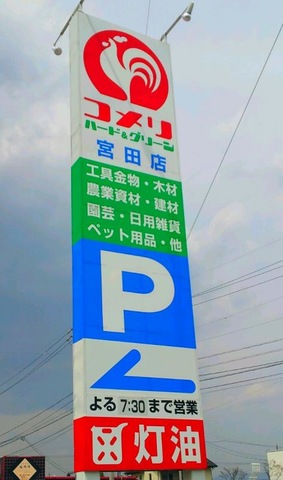 コメリ
ハード&グリーン
宮田店
工具金物・木材
農業資材・建材
園芸・日用雑貨
ペット用品・他
P
よる7:30まで営業
灯油